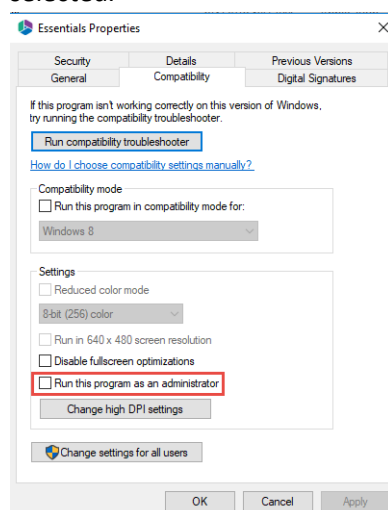 selected.
Essentials Properties
Security Details Previous Versions
General Compatibility Digital Signatures
If this program isn't working correctly on this version of Windows,
try running the compatibility troubleshooter.
Run compatibility troubleshooter
How do I choose compatibility settings manually?
Compatibility mode
Run this program in compatibility mode for:
Windows 8
Settings
Reduced color mode
8-bit (256) color
Run in 640 x 480 screen resolution
Disable fullscreen optimizations
Run this program as an administrator
Change high DPI settings
Change settings for all users
OK Cancel Apply